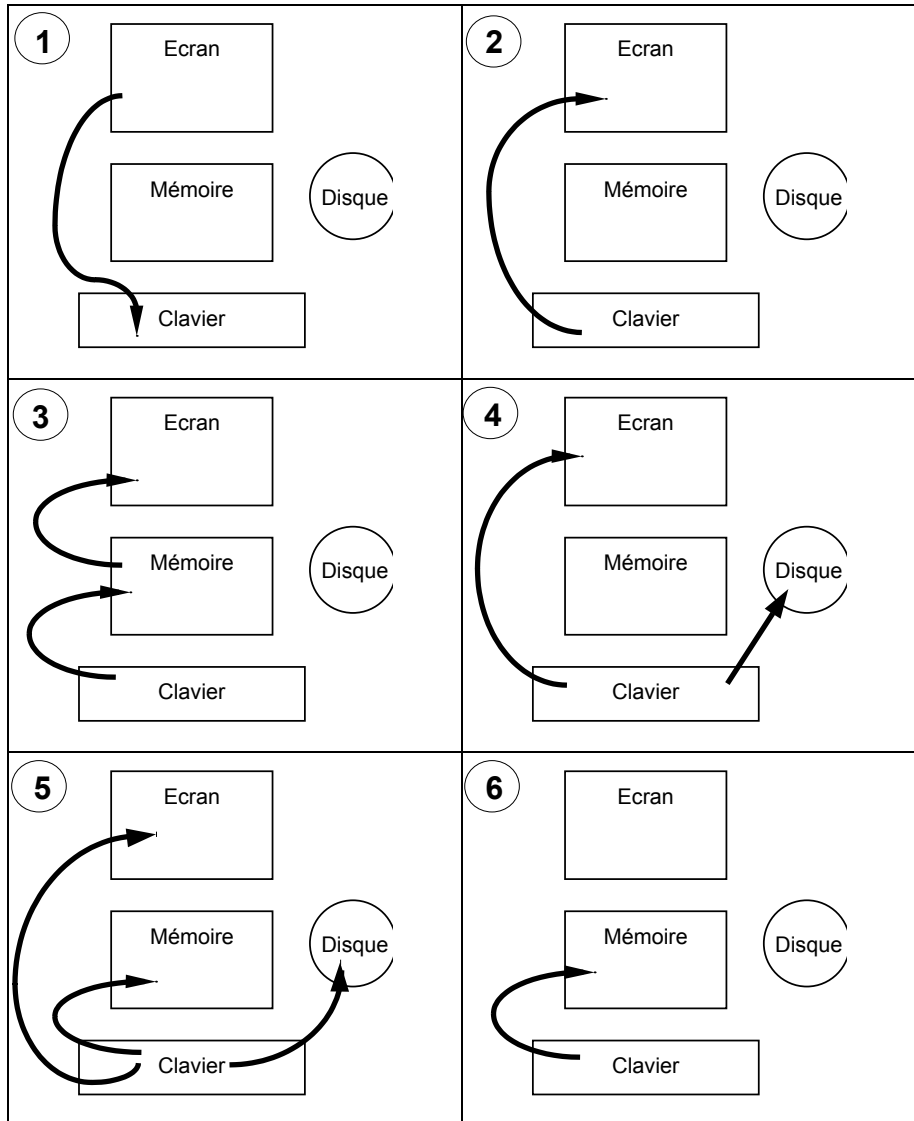 1
Ecran
Mémoire
Disque
Clavier
2
Ecran
Mémoire
Disque
Clavier
3
Ecran
Mémoire
Disque
Clavier
4
Ecran
Mémoire
Disque
Clavier
5
Ecran
Mémoire
Disque
Clavier
6
Ecran
Mémoire
Disque
Clavier